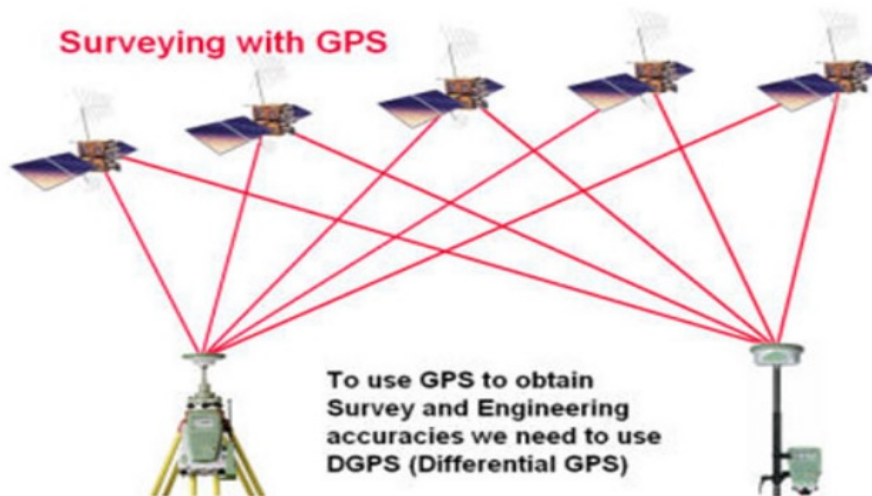 Surveying with GPS
To use GPS to obtain
Survey and Engineering
accuracies we need to use
DGPS (Differential GPS)